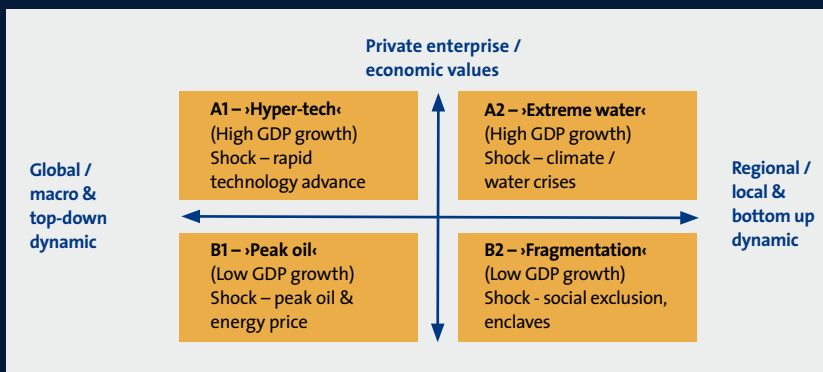 Private enterprise /
economic values
A1 – ›Hyper-tech‹
(High GDP growth)
Shock – rapid
technology advance
A2 – ›Extreme water‹
(High GDP growth)
Shock – climate /
water crises
Global /
macro &
top-down
dynamic
Regional /
local &
bottom up
dynamic
B1 – ›Peak oil‹
(Low GDP growth)
Shock – peak oil &
energy price
B2 – ›Fragmentation‹
(Low GDP growth)
Shock - social exclusion,
enclaves